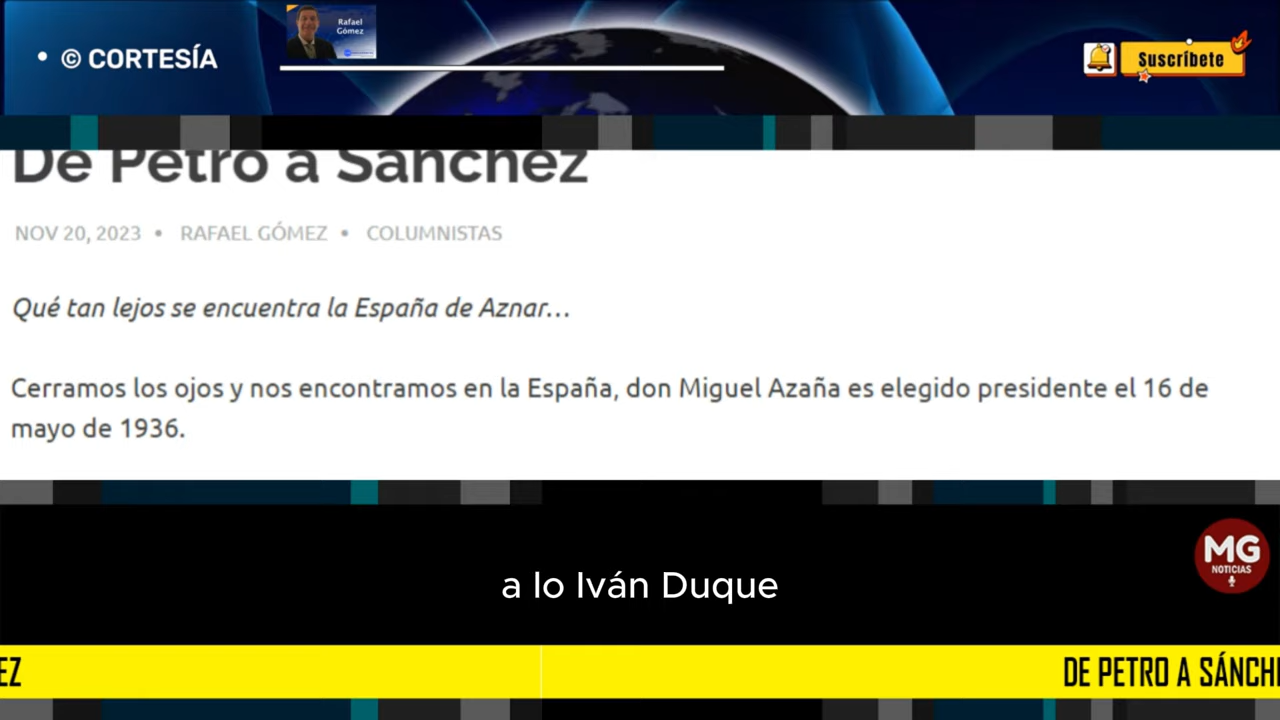 Rafael
Gómez
• © CORTESÍA
Suscríbete
De Petro a Sánchez
NOV 20, 2023 • RAFAEL GÓMEZ • COLUMNISTAS
Qué tan lejos se encuentra la España de Aznar...
Cerramos los ojos y nos encontramos en la España, don Miguel Azaña es elegido presidente el 16 de
mayo de 1936.
MG
NOTICIAS
a lo Iván Duque
EZ
DE PETRO A SÁNCH